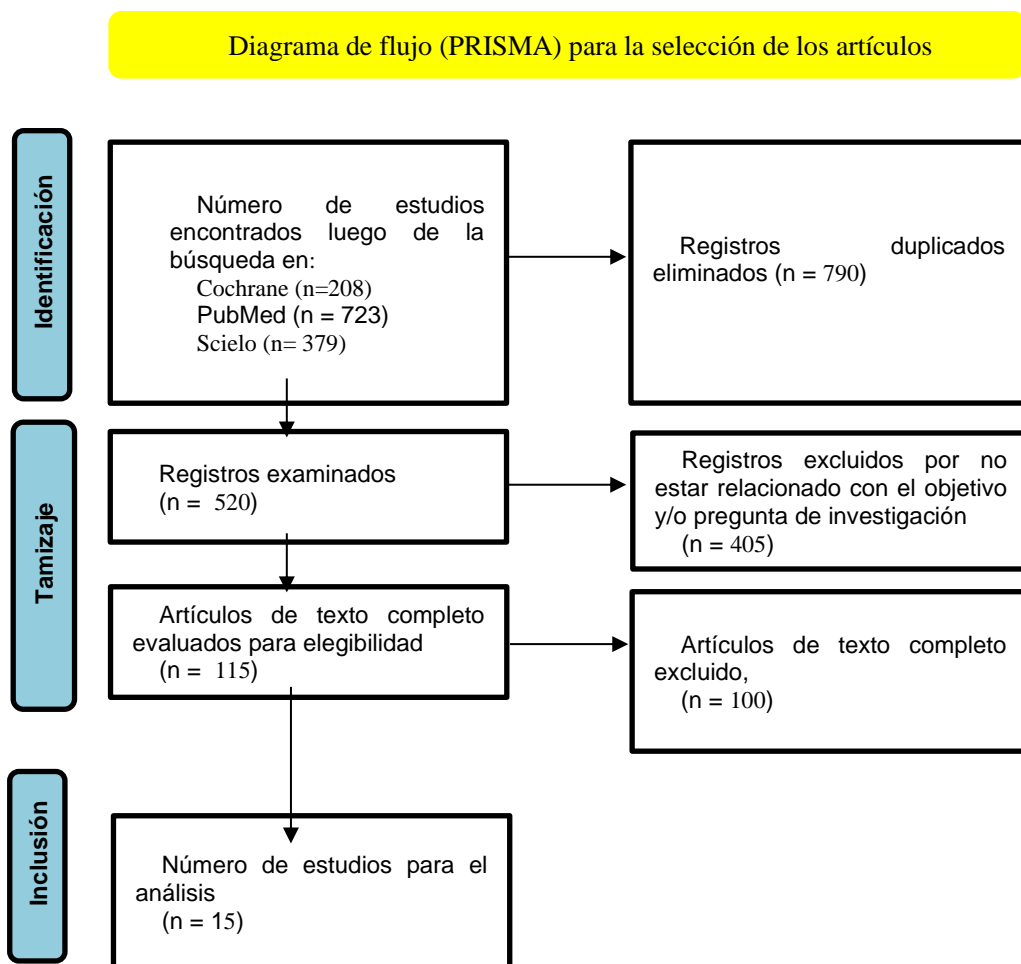 Diagrama de flujo (PRISMA) para la selección de los artículos
Identificación
Número de estudios
encontrados luego de la
búsqueda en:
Cochrane (n=208)
PubMed (n = 723)
Scielo (n= 379)
Registros duplicados
eliminados (n = 790)
Tamizaje
Registros examinados
(n = 520)
Registros excluidos por no
estar relacionado con el objetivo
y/o pregunta de investigación
(n = 405)
Artículos de texto completo
evaluados para elegibilidad
(n = 115)
Artículos de texto completo
excluido,
(n = 100)
Inclusión
Número de estudios para el
análisis
(n = 15)